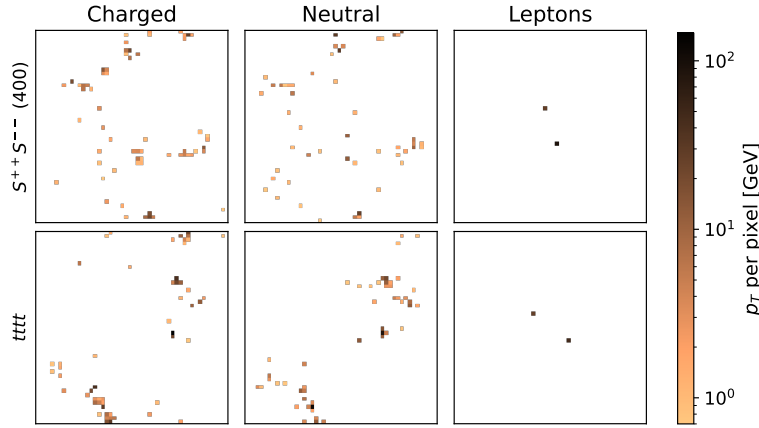 Charged Neutral Leptons
S⁺⁺S⁻⁻ (400)
tttt
10²
10¹
10⁰
p_T per pixel [GeV]